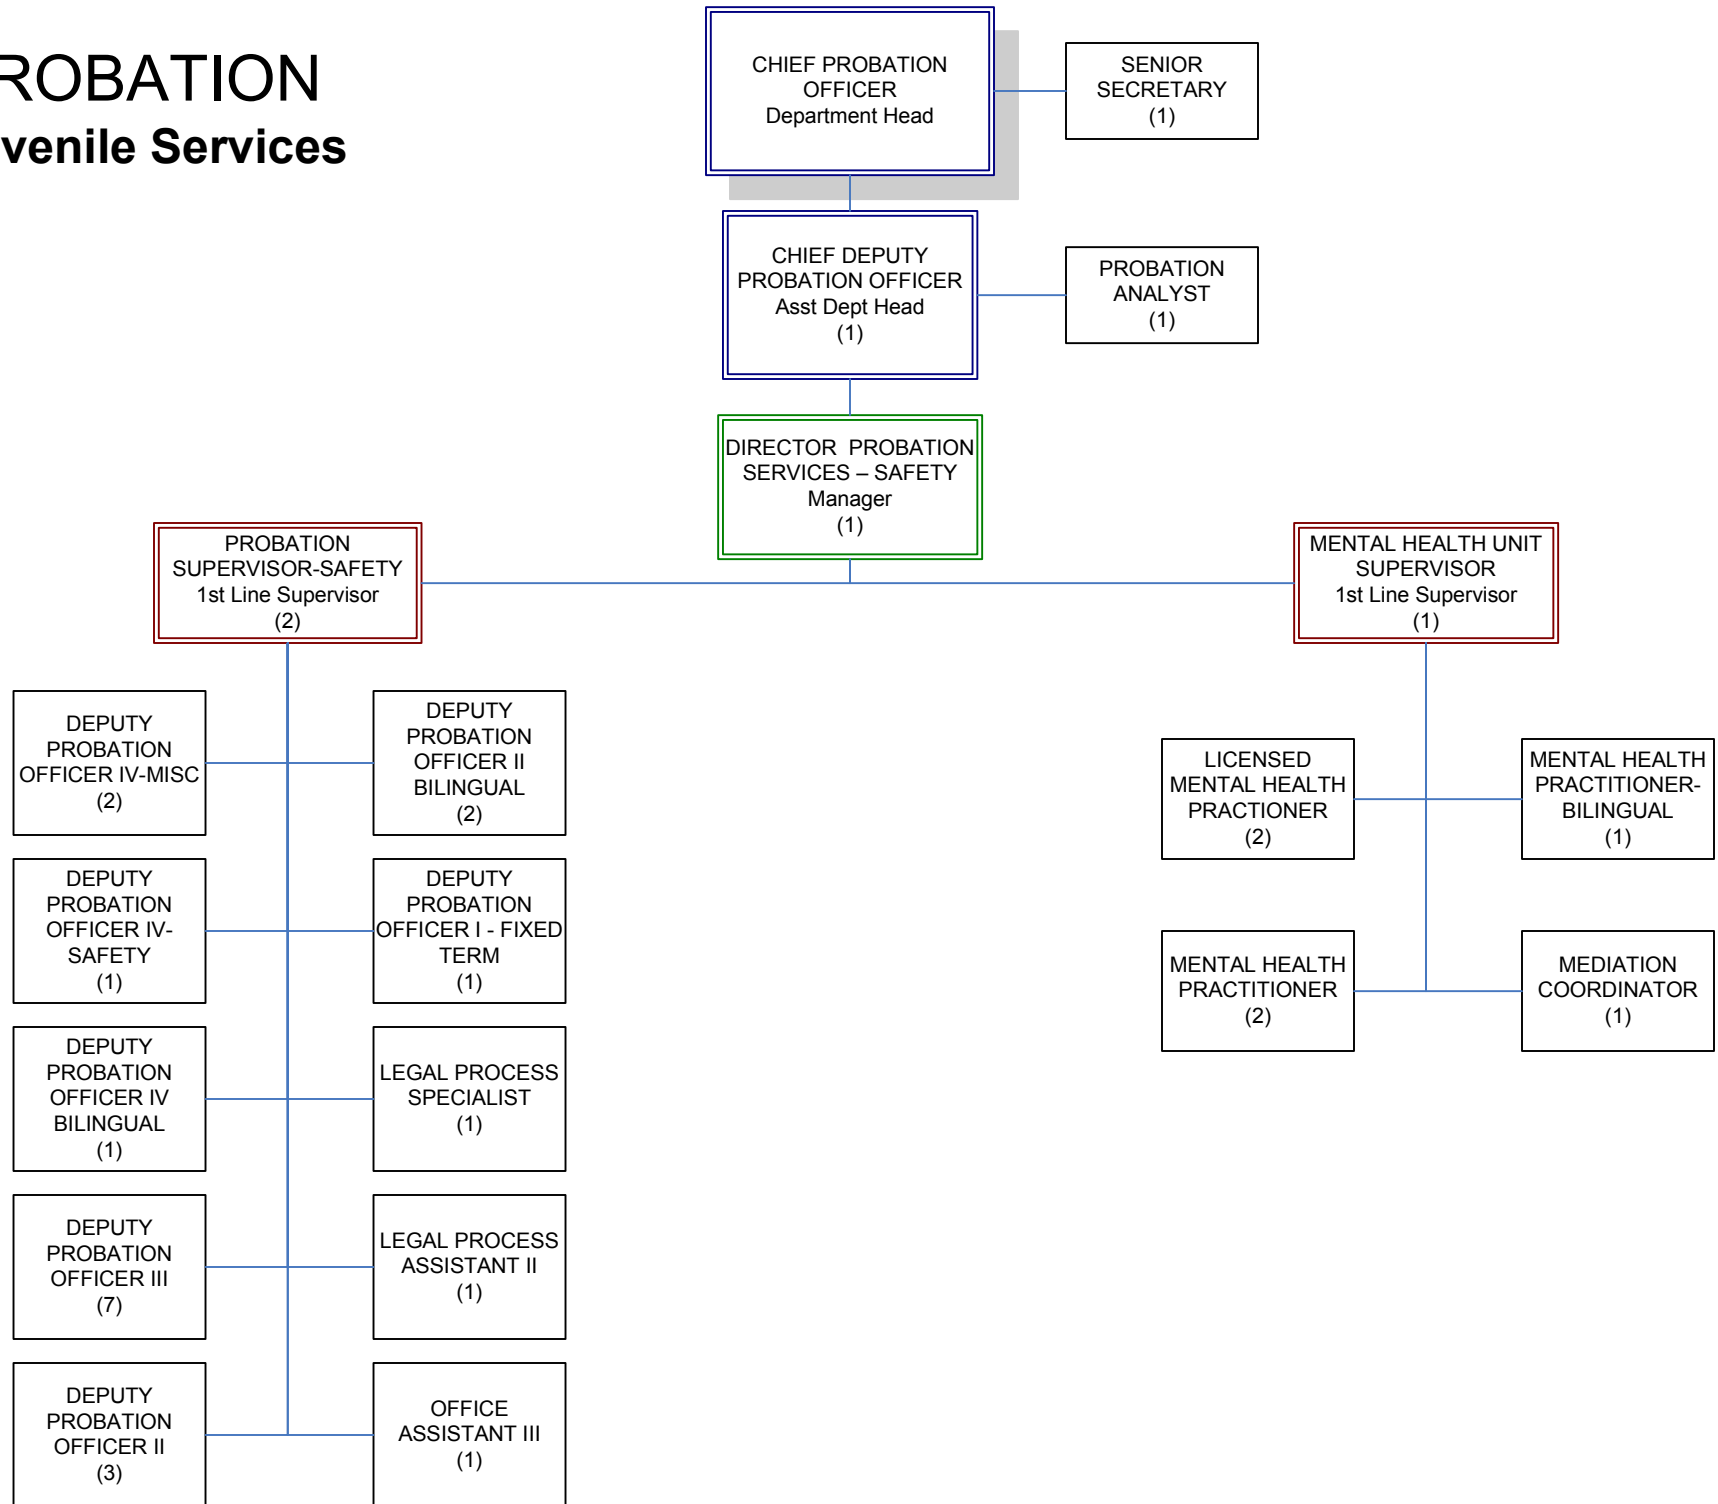 ROBATION
venile Services
CHIEF PROBATION
OFFICER
Department Head
SENIOR
SECRETARY
(1)
CHIEF DEPUTY
PROBATION OFFICER
Asst Dept Head
(1)
PROBATION
ANALYST
(1)
DIRECTOR  PROBATION
SERVICES – SAFETY
Manager
(1)
PROBATION
SUPERVISOR-SAFETY
1st Line Supervisor
(2)
MENTAL HEALTH UNIT
SUPERVISOR
1st Line Supervisor
(1)
DEPUTY
PROBATION
OFFICER IV-MISC
(2)
DEPUTY
PROBATION
OFFICER II
BILINGUAL
(2)
LICENSED
MENTAL HEALTH
PRACTIONER
(2)
MENTAL HEALTH
PRACTITIONER-
BILINGUAL
(1)
DEPUTY
PROBATION
OFFICER IV-
SAFETY
(1)
DEPUTY
PROBATION
OFFICER I - FIXED
TERM
(1)
MENTAL HEALTH
PRACTITIONER
(2)
MEDIATION
COORDINATOR
(1)
DEPUTY
PROBATION
OFFICER IV
BILINGUAL
(1)
LEGAL PROCESS
SPECIALIST
(1)
DEPUTY
PROBATION
OFFICER III
(7)
LEGAL PROCESS
ASSISTANT II
(1)
DEPUTY
PROBATION
OFFICER II
(3)
OFFICE
ASSISTANT III
(1)